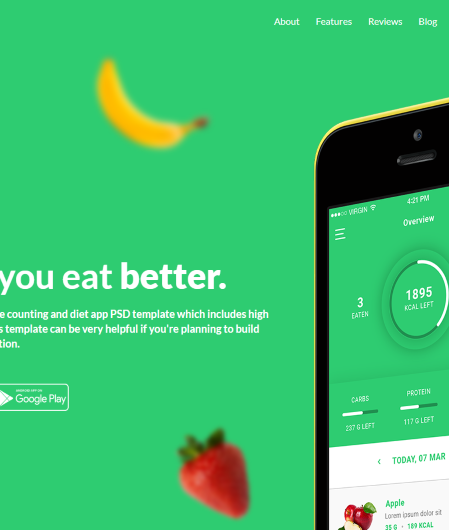 About Features Reviews Blog
you eat better.
e counting and diet app PSD template which includes high
s template can be very helpful if you're planning to build
tion.
Google Play
VIRGIN 4:21 PM
Overview
3
EATEN
1895
KCAL LEFT
CARBS PROTEIN
237 G LEFT 117 G LEFT
TODAY, 07 MAR
Apple
Lorem ipsum dolor sit
35 G • 189 KCAL